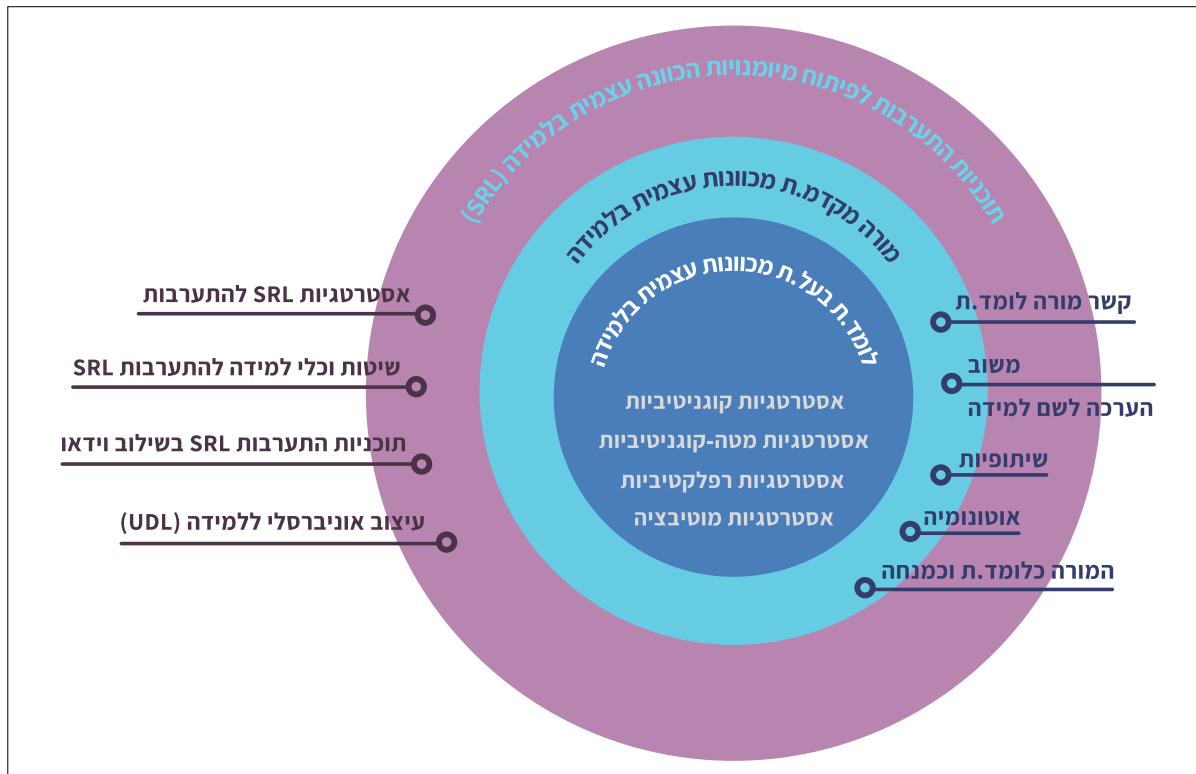 תוכניות התערבות לפיתוח מיומנויות הכוונה עצמית בלמידה (SRL)
מורה מקדמ.ת מכוונות עצמית בלמידה
לומד.ת בעל.ת מכוונות עצמית בלמידה
אסטרטגיות קוגניטיביות
אסטרטגיות מטה-קוגניטיביות
אסטרטגיות רפלקטיביות
אסטרטגיות מוטיבציה
קשר מורה לומד.ת
משוב
הערכה לשם למידה
שיתופיות
אוטונומיה
המורה כלומד.ת וכמנחה
אסטרטגיות SRL להתערבות
שיטות וכלי למידה להתערבות SRL
תוכניות התערבות SRL בשילוב וידאו
עיצוב אוניברסלי ללמידה (UDL)